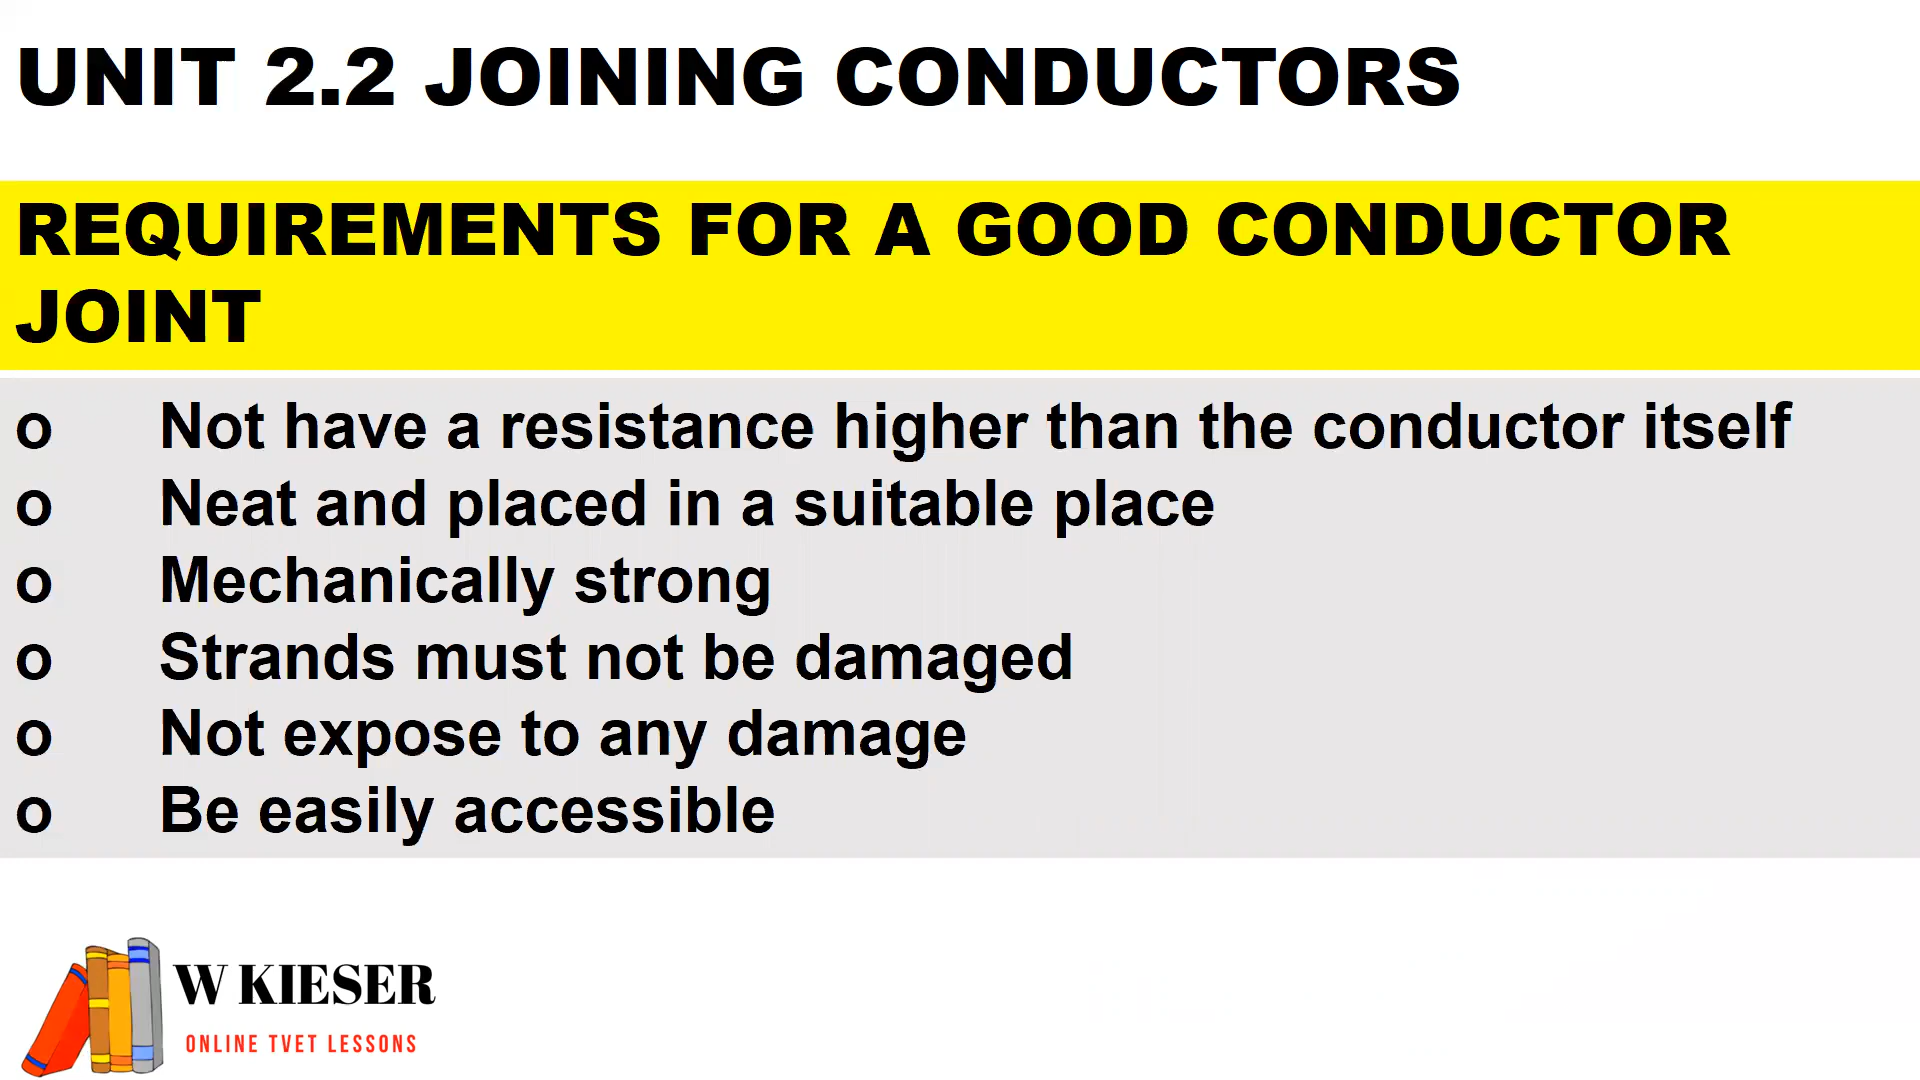 UNIT 2.2 JOINING CONDUCTORS
REQUIREMENTS FOR A GOOD CONDUCTOR
JOINT
o Not have a resistance higher than the conductor itself
o Neat and placed in a suitable place
o Mechanically strong
o Strands must not be damaged
o Not expose to any damage
o Be easily accessible
W KIESER
ONLINE TVET LESSONS